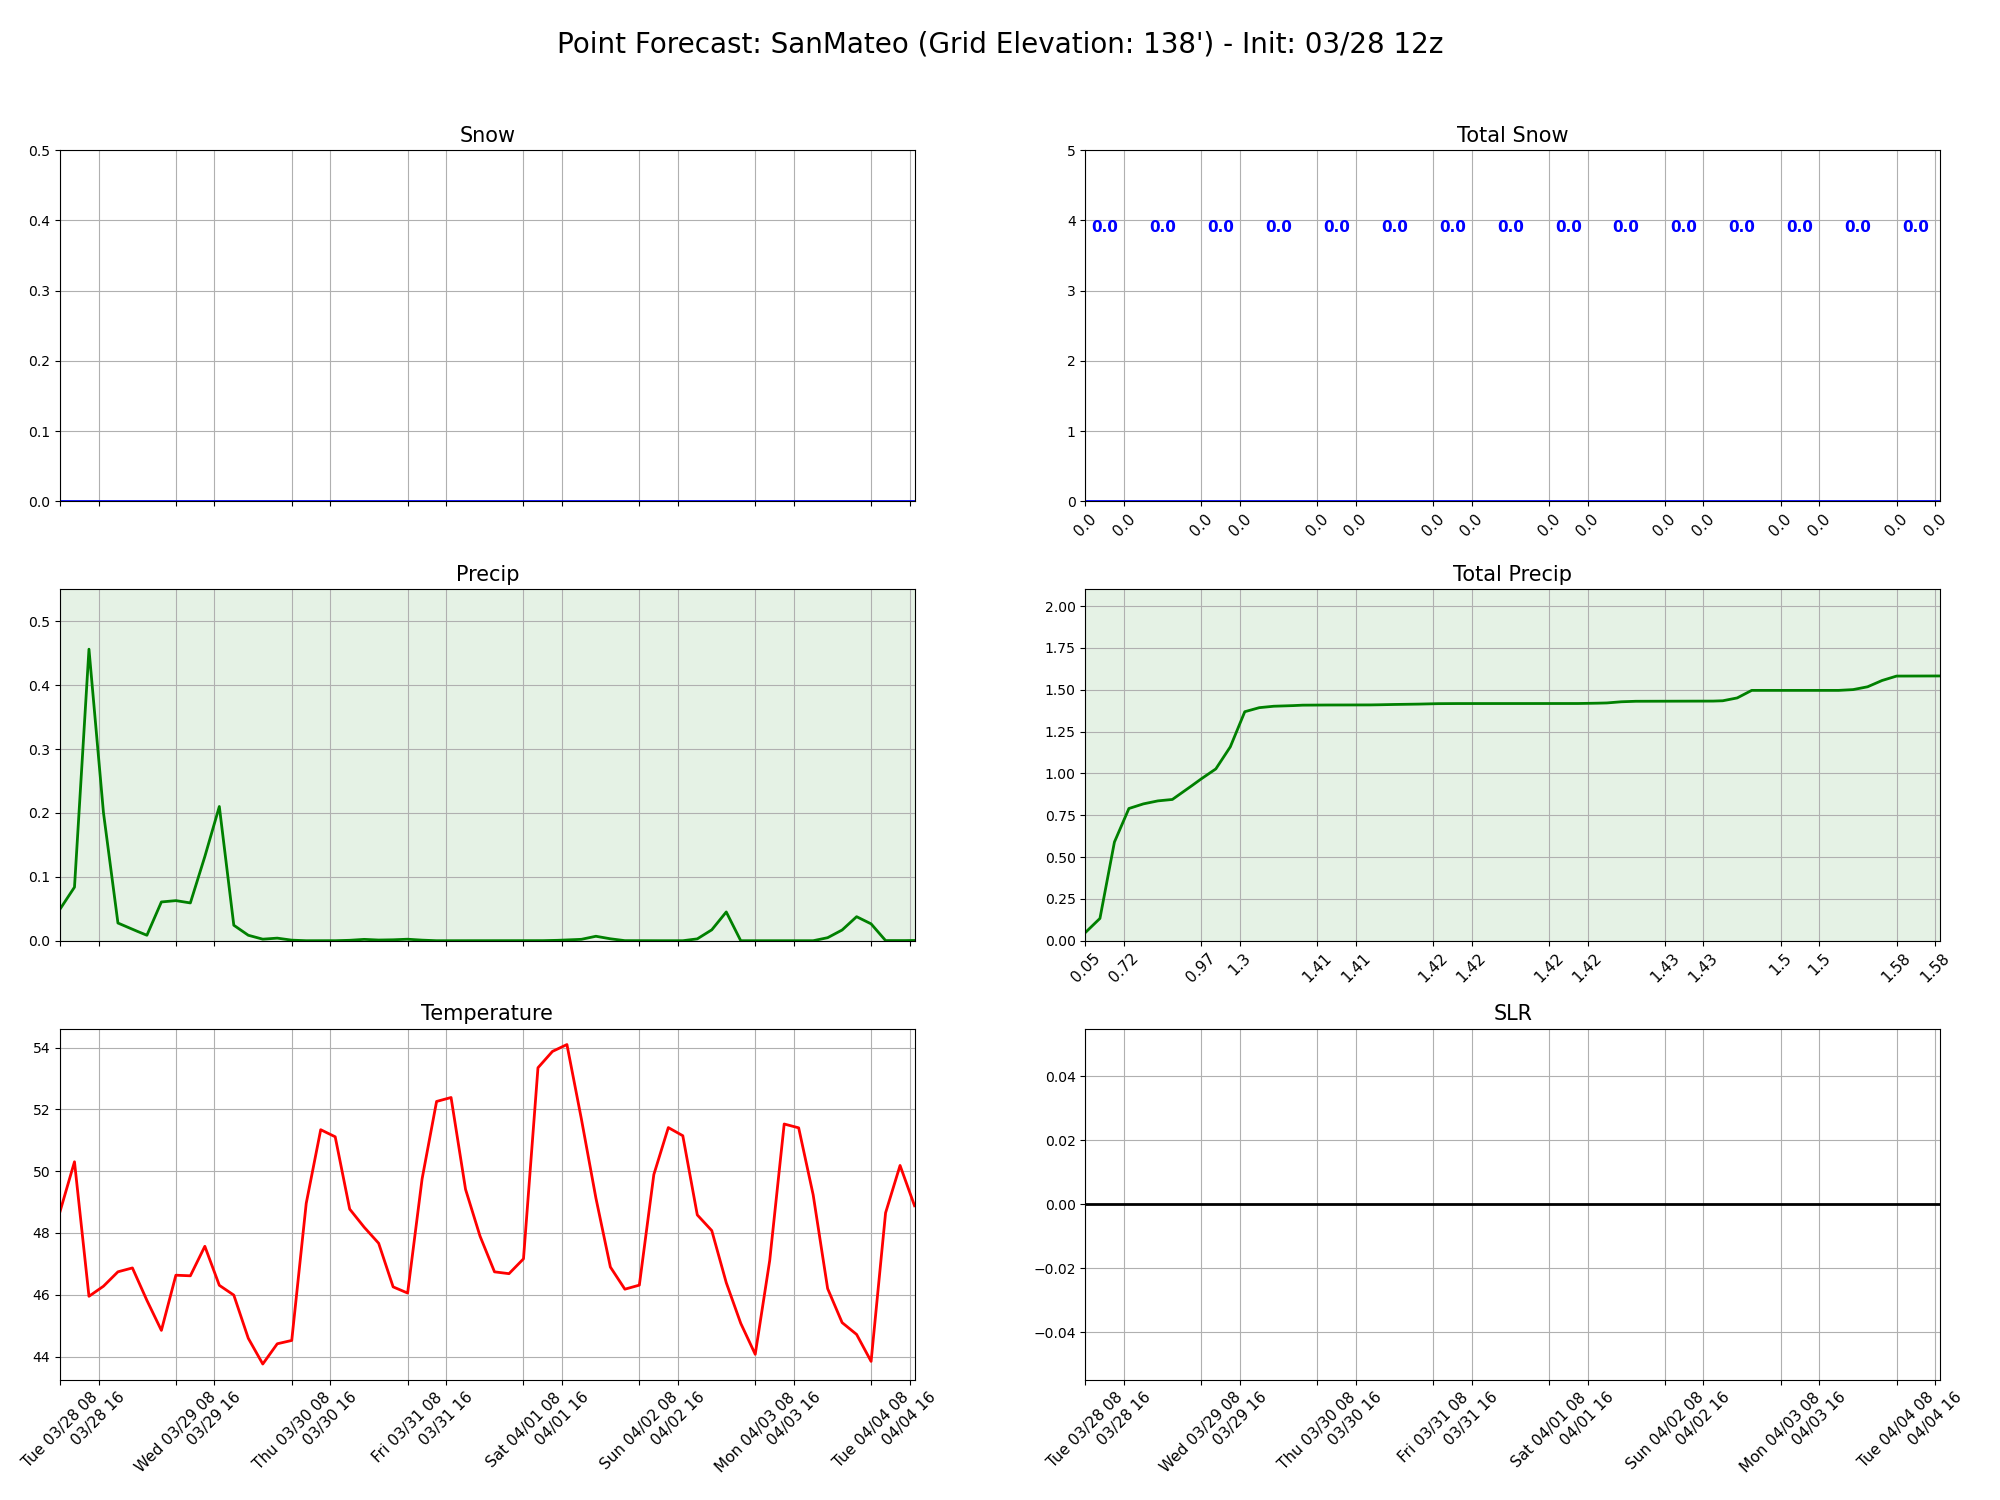 Point Forecast: SanMateo (Grid Elevation: 138') - Init: 03/28 12z
Snow
0.5
0.4
0.3
0.2
0.1
0.0
Total Snow
5
4
3
2
1
0
0.0 0.0 0.0 0.0 0.0 0.0 0.0 0.0 0.0 0.0 0.0 0.0 0.0 0.0 0.0
0.0 0.0 0.0 0.0 0.0 0.0 0.0 0.0 0.0 0.0 0.0 0.0 0.0 0.0 0.0 0.0
Precip
0.5
0.4
0.3
0.2
0.1
0.0
Total Precip
2.00
1.75
1.50
1.25
1.00
0.75
0.50
0.25
0.00
0.05 0.72 0.97 1.3 1.41 1.41 1.42 1.42 1.42 1.42 1.43 1.43 1.5 1.5 1.58 1.58
Temperature
54
52
50
48
46
44
Tue 03/28 08
03/28 16
Wed 03/29 08
03/29 16
Thu 03/30 08
03/30 16
Fri 03/31 08
03/31 16
Sat 04/01 08
04/01 16
Sun 04/02 08
04/02 16
Mon 04/03 08
04/03 16
Tue 04/04 08
04/04 16
SLR
0.04
0.02
0.00
−0.02
−0.04
Tue 03/28 08
03/28 16
Wed 03/29 08
03/29 16
Thu 03/30 08
03/30 16
Fri 03/31 08
03/31 16
Sat 04/01 08
04/01 16
Sun 04/02 08
04/02 16
Mon 04/03 08
04/03 16
Tue 04/04 08
04/04 16